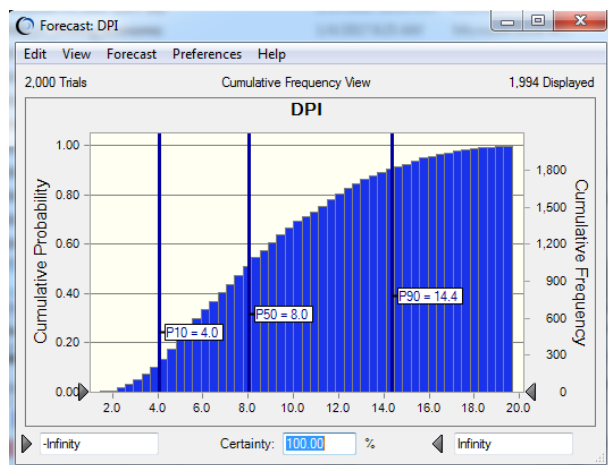 Forecast: DPI
Edit View Forecast Preferences Help
2,000 Trials Cumulative Frequency View 1,994 Displayed
DPI
Cumulative Probability
1.00
0.80
0.60
0.40
0.20
0.00
P10 = 4.0
P50 = 8.0
P90 = 14.4
1,800
1,500
1,200
900
600
300
0
Cumulative Frequency
2.0 4.0 6.0 8.0 10.0 12.0 14.0 16.0 18.0 20.0
-Infinity Certainty: 100.00 % Infinity